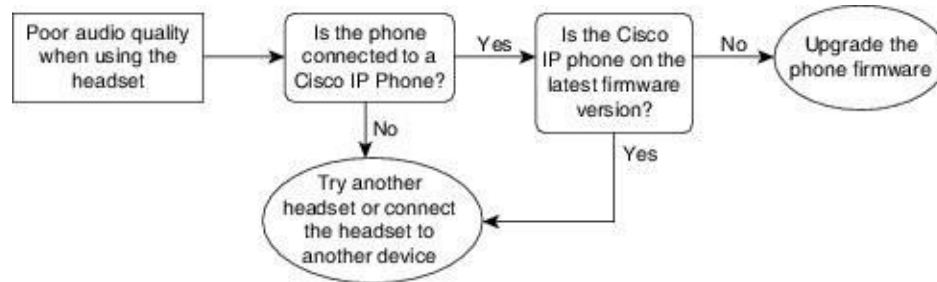 Poor audio quality
when using the
headset
Is the phone
connected to a
Cisco IP Phone?
Yes
Is the Cisco
IP phone on the
latest firmware
version?
No
Upgrade the
phone firmware
No
Yes
Try another
headset or connect
the headset to
another device